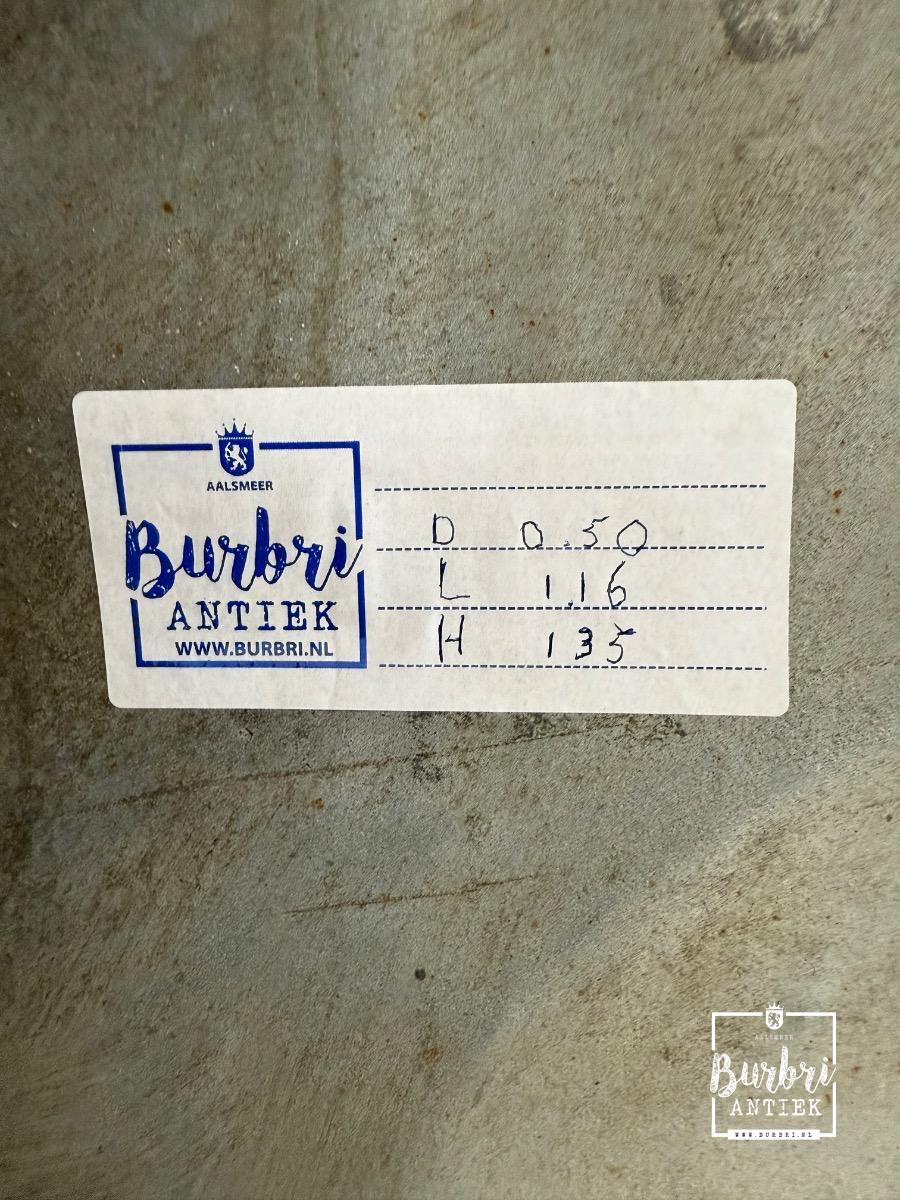 AALSMEER
Burbri
ANTIEK
WWW.BURBRI.NL
D 0.50
L 1.16
H 135
AALSMEER
Burbri
ANTIEK
WWW.BURBRI.NL